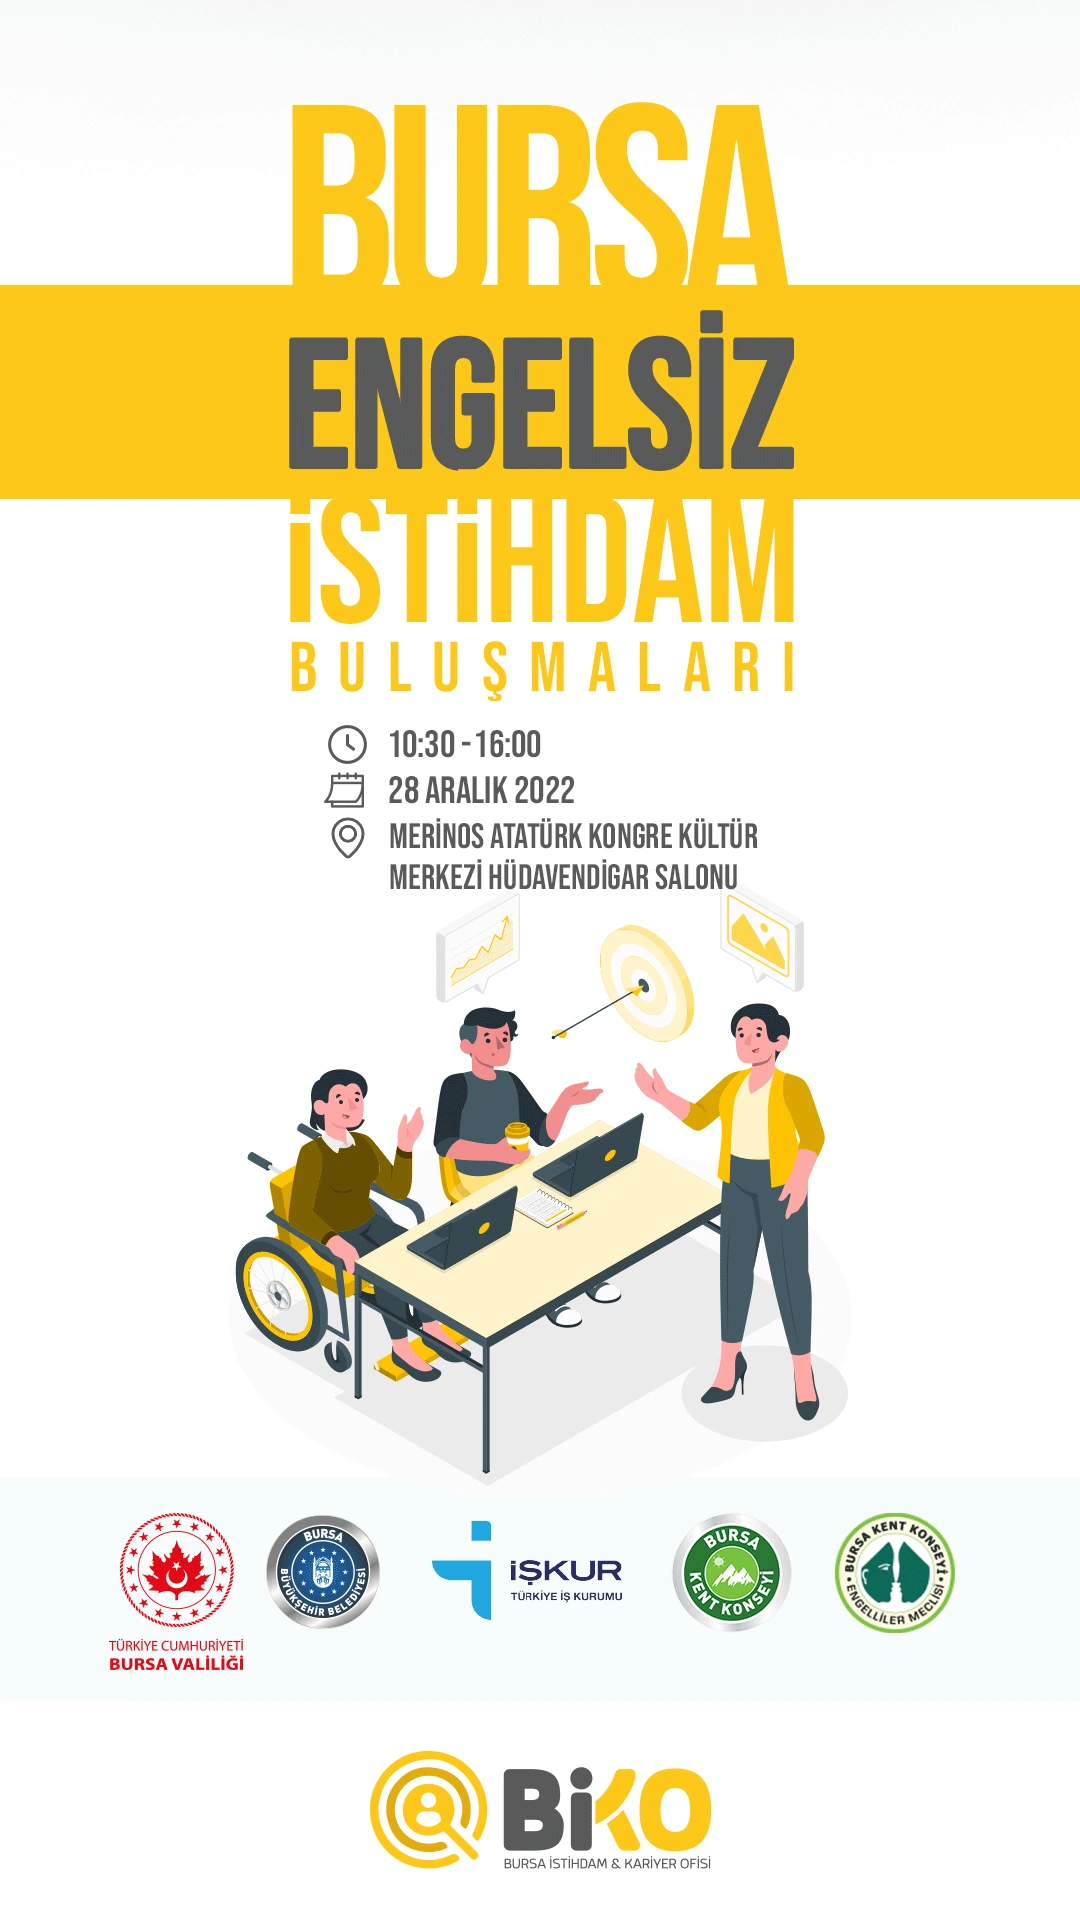 BURSA
ENGELSİZ
İSTİHDAM
BULUŞMALARI
10:30 - 16:00
28 ARALIK 2022
MERİNOS ATATÜRK KONGRE KÜLTÜR
MERKEZİ HÜDAVENDİGAR SALONU
TÜRKİYE CUMHURİYETİ
BURSA VALİLİĞİ
BURSA
BÜYÜKŞEHİR BELEDİYESİ
İŞKUR
TÜRKİYE İŞ KURUMU
BURSA
KENT KONSEYİ
BURSA KENT KONSEYİ
• ENGELLİLER MECLİSİ •
BİKO
BURSA İSTİHDAM & KARİYER OFİSİ